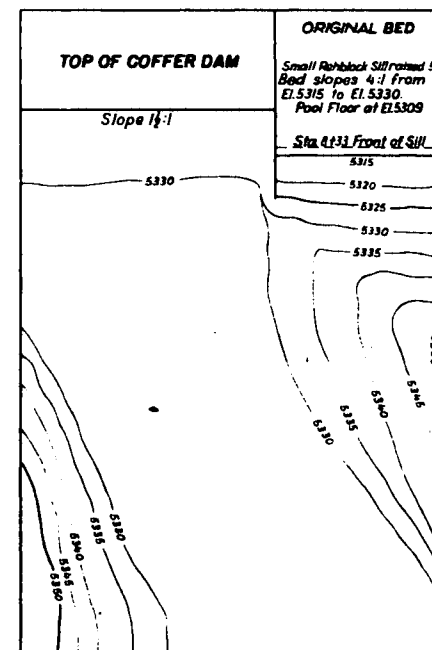 TOP OF COFFER DAM
Slope 1½:1
ORIGINAL BED
Small Rehbock Sill raised 5
Bed slopes 4:1 from
El.5315 to El.5330.
Pool Floor at El.5309
Sta. 8+33 Front of Sill
5315
5320
5325
5330
5335
5330
5345
5340
5335
5330
5330
5335
5340
5345
5350